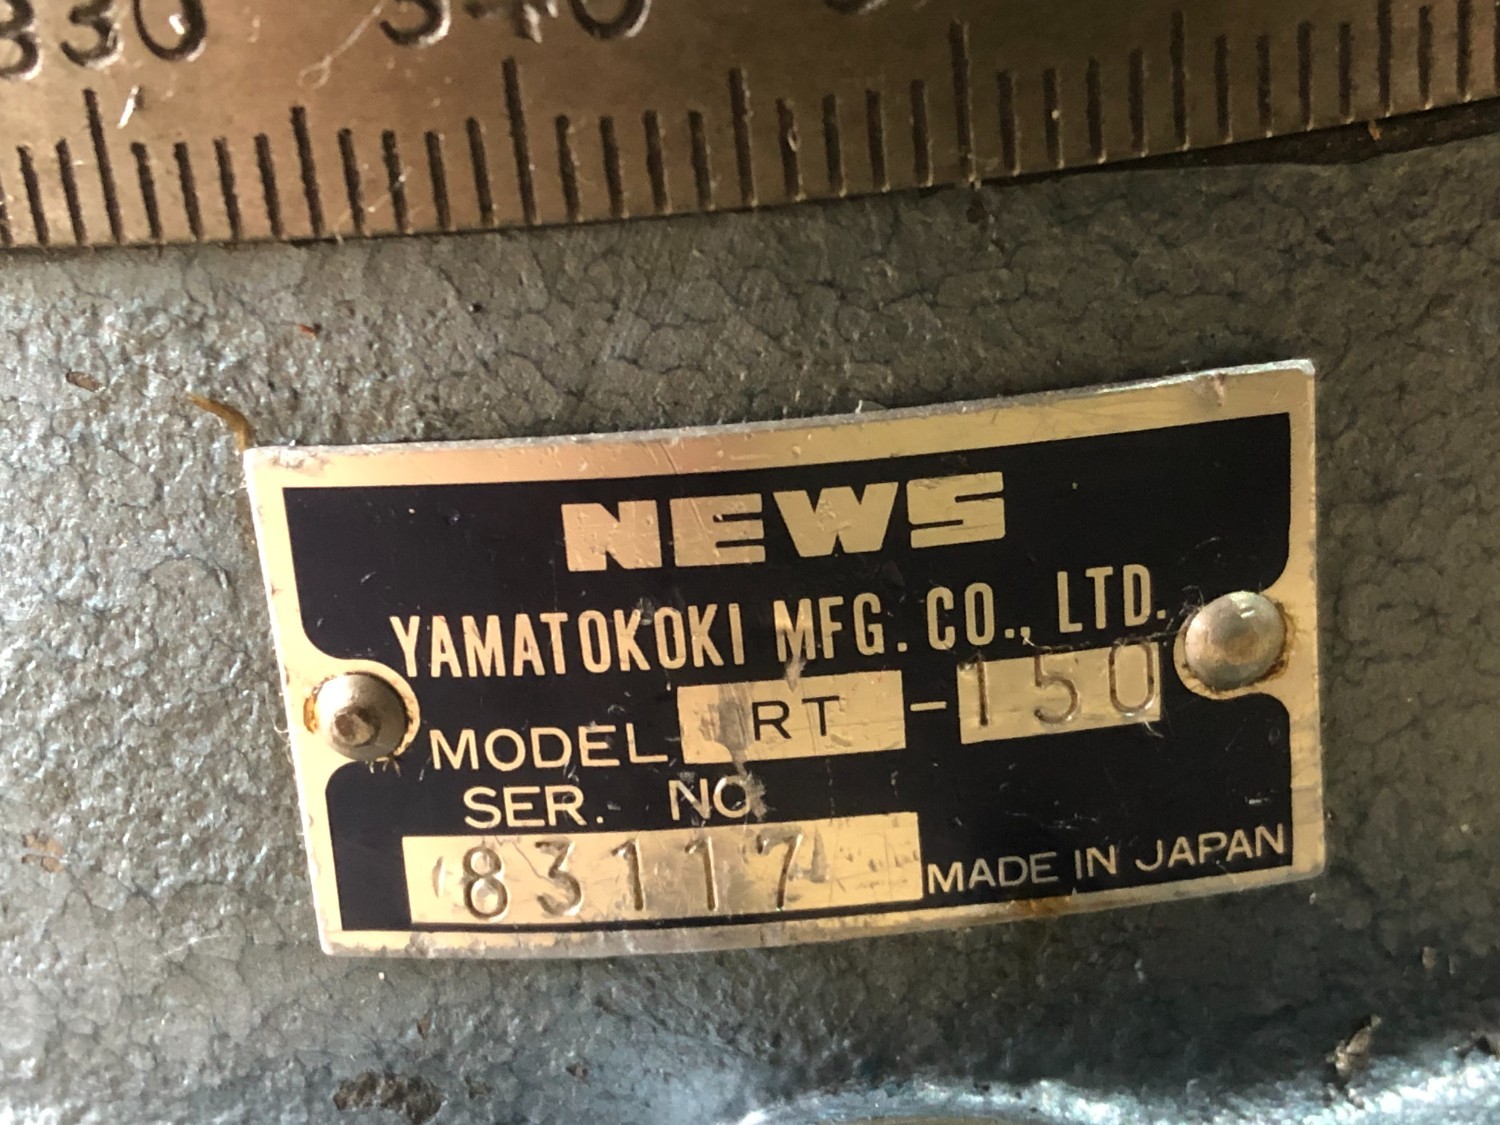 330 340
NEWS
YAMATOKOKI MFG. CO., LTD.
MODEL RT - 150
SER. NO.
83117
MADE IN JAPAN